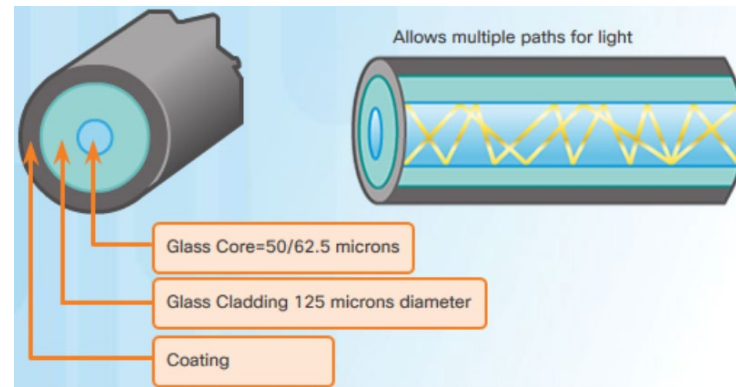 Allows multiple paths for light
Glass Core=50/62.5 microns
Glass Cladding 125 microns diameter
Coating